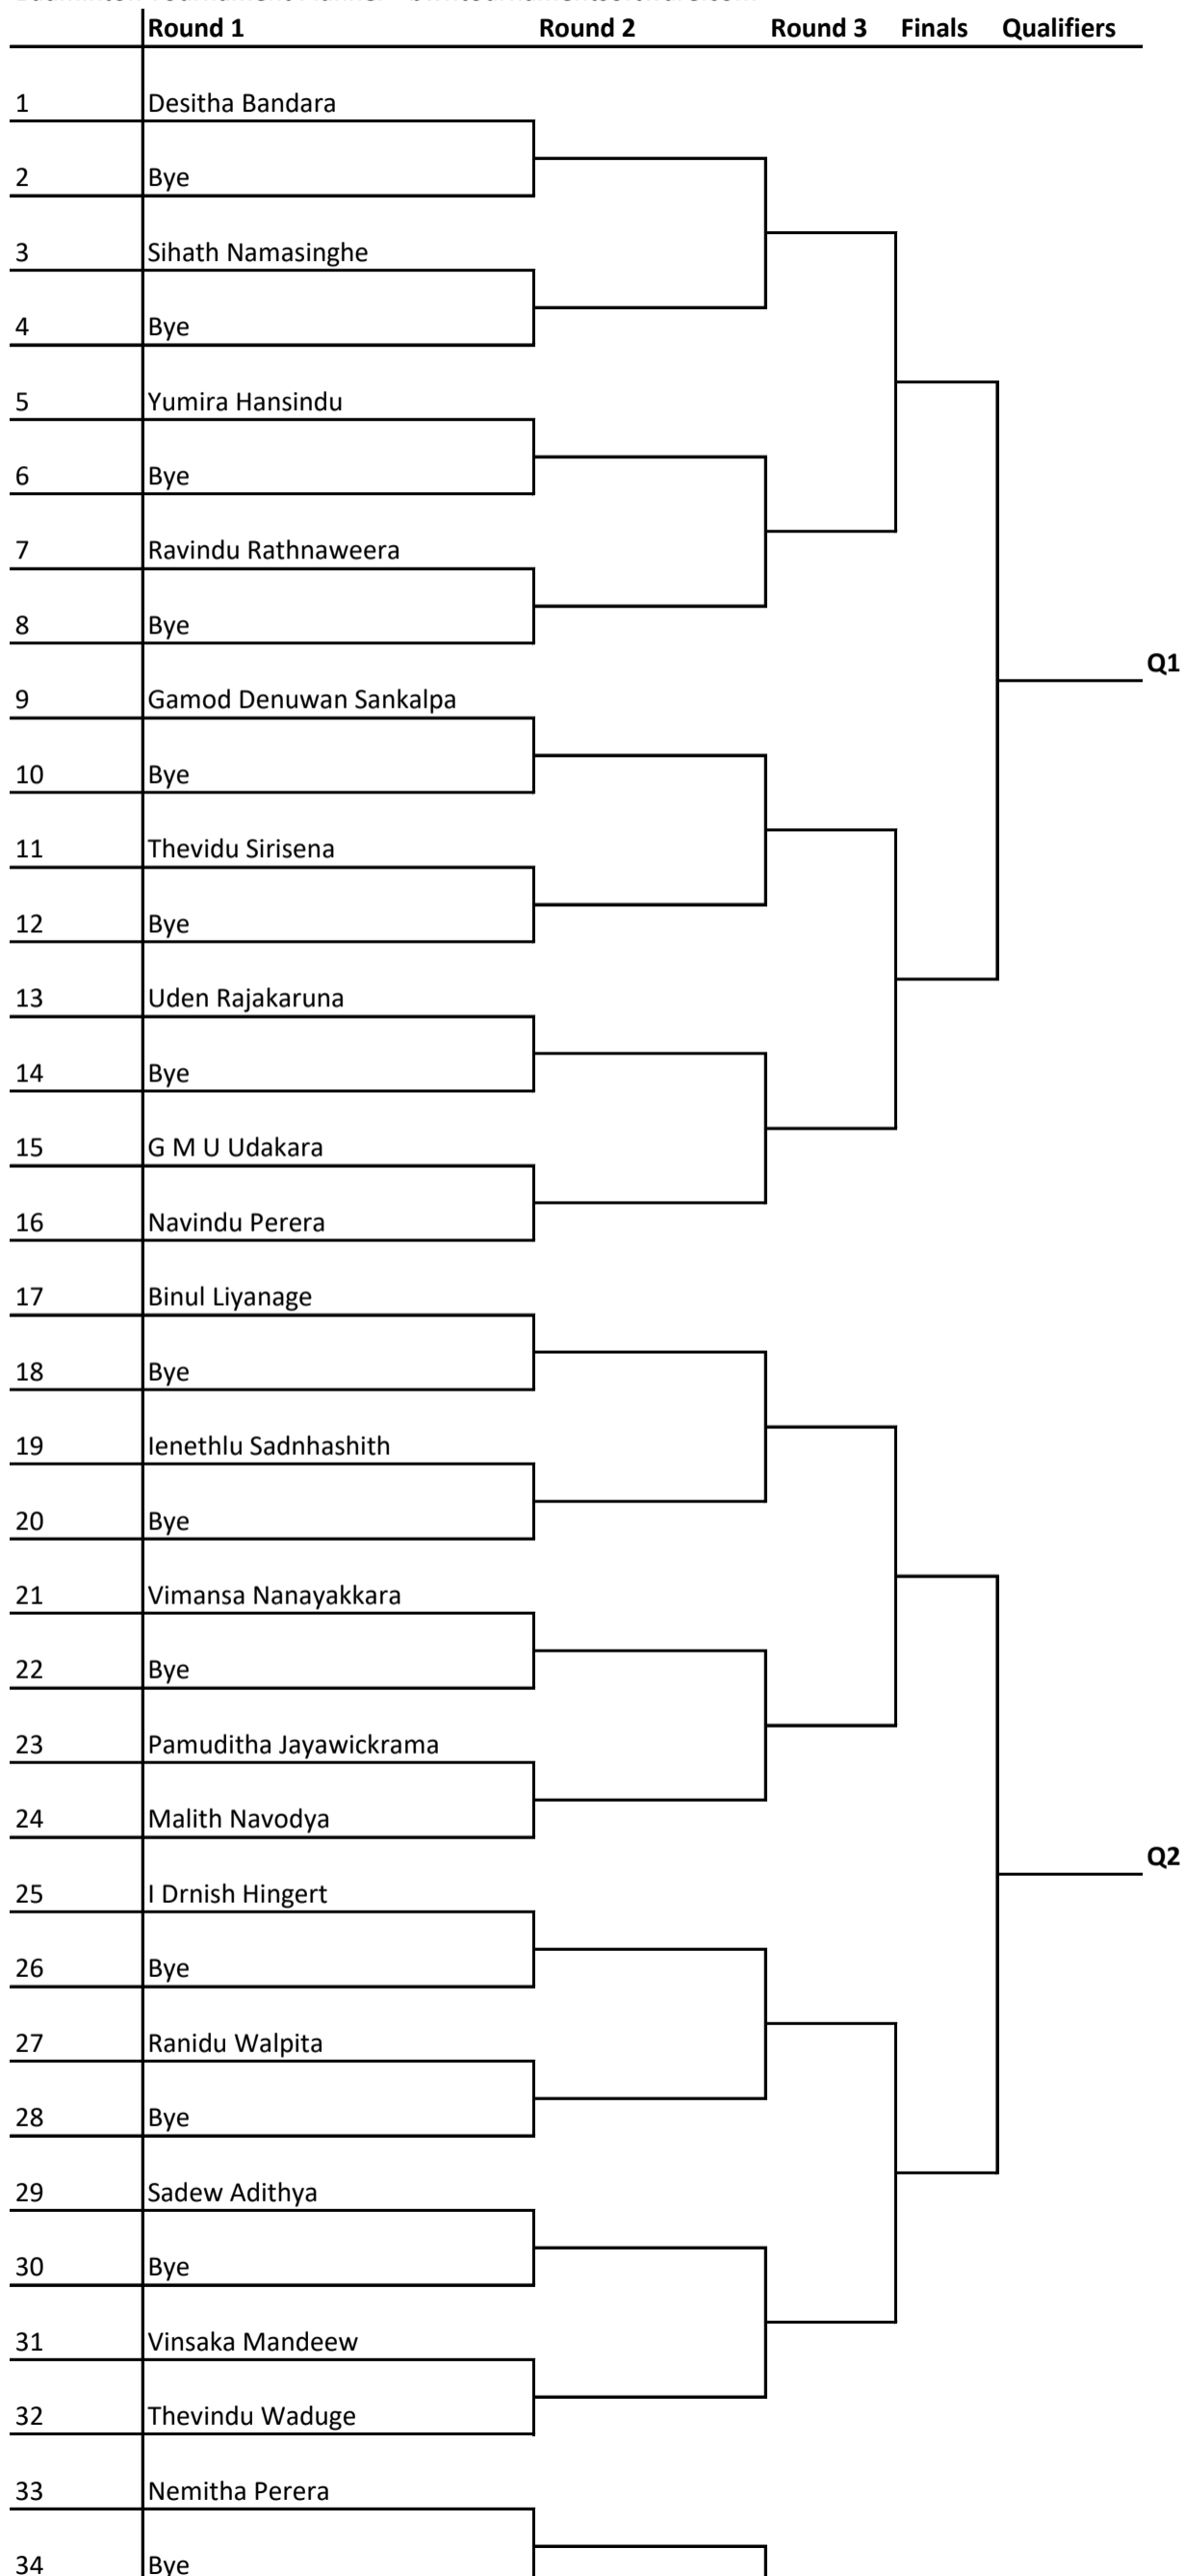 Round 1 Round 2 Round 3 Finals Qualifiers
1 Desitha Bandara
2 Bye
3 Sihath Namasinghe
4 Bye
5 Yumira Hansindu
6 Bye
7 Ravindu Rathnaweera
8 Bye
Q1
9 Gamod Denuwan Sankalpa
10 Bye
11 Thevidu Sirisena
12 Bye
13 Uden Rajakaruna
14 Bye
15 G M U Udakara
16 Navindu Perera
17 Binul Liyanage
18 Bye
19 Ienethlu Sadnhashith
20 Bye
21 Vimansa Nanayakkara
22 Bye
23 Pamuditha Jayawickrama
24 Malith Navodya
Q2
25 I Drnish Hingert
26 Bye
27 Ranidu Walpita
28 Bye
29 Sadew Adithya
30 Bye
31 Vinsaka Mandeew
32 Thevindu Waduge
33 Nemitha Perera
34 Bye